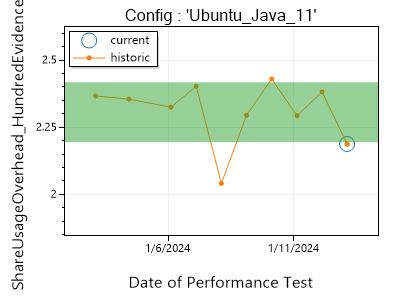 Config : 'Ubuntu_Java_11'
current
historic
ShareUsageOverhead_HundredEvidence
2.5
2.25
2
1/6/2024
1/11/2024
Date of Performance Test